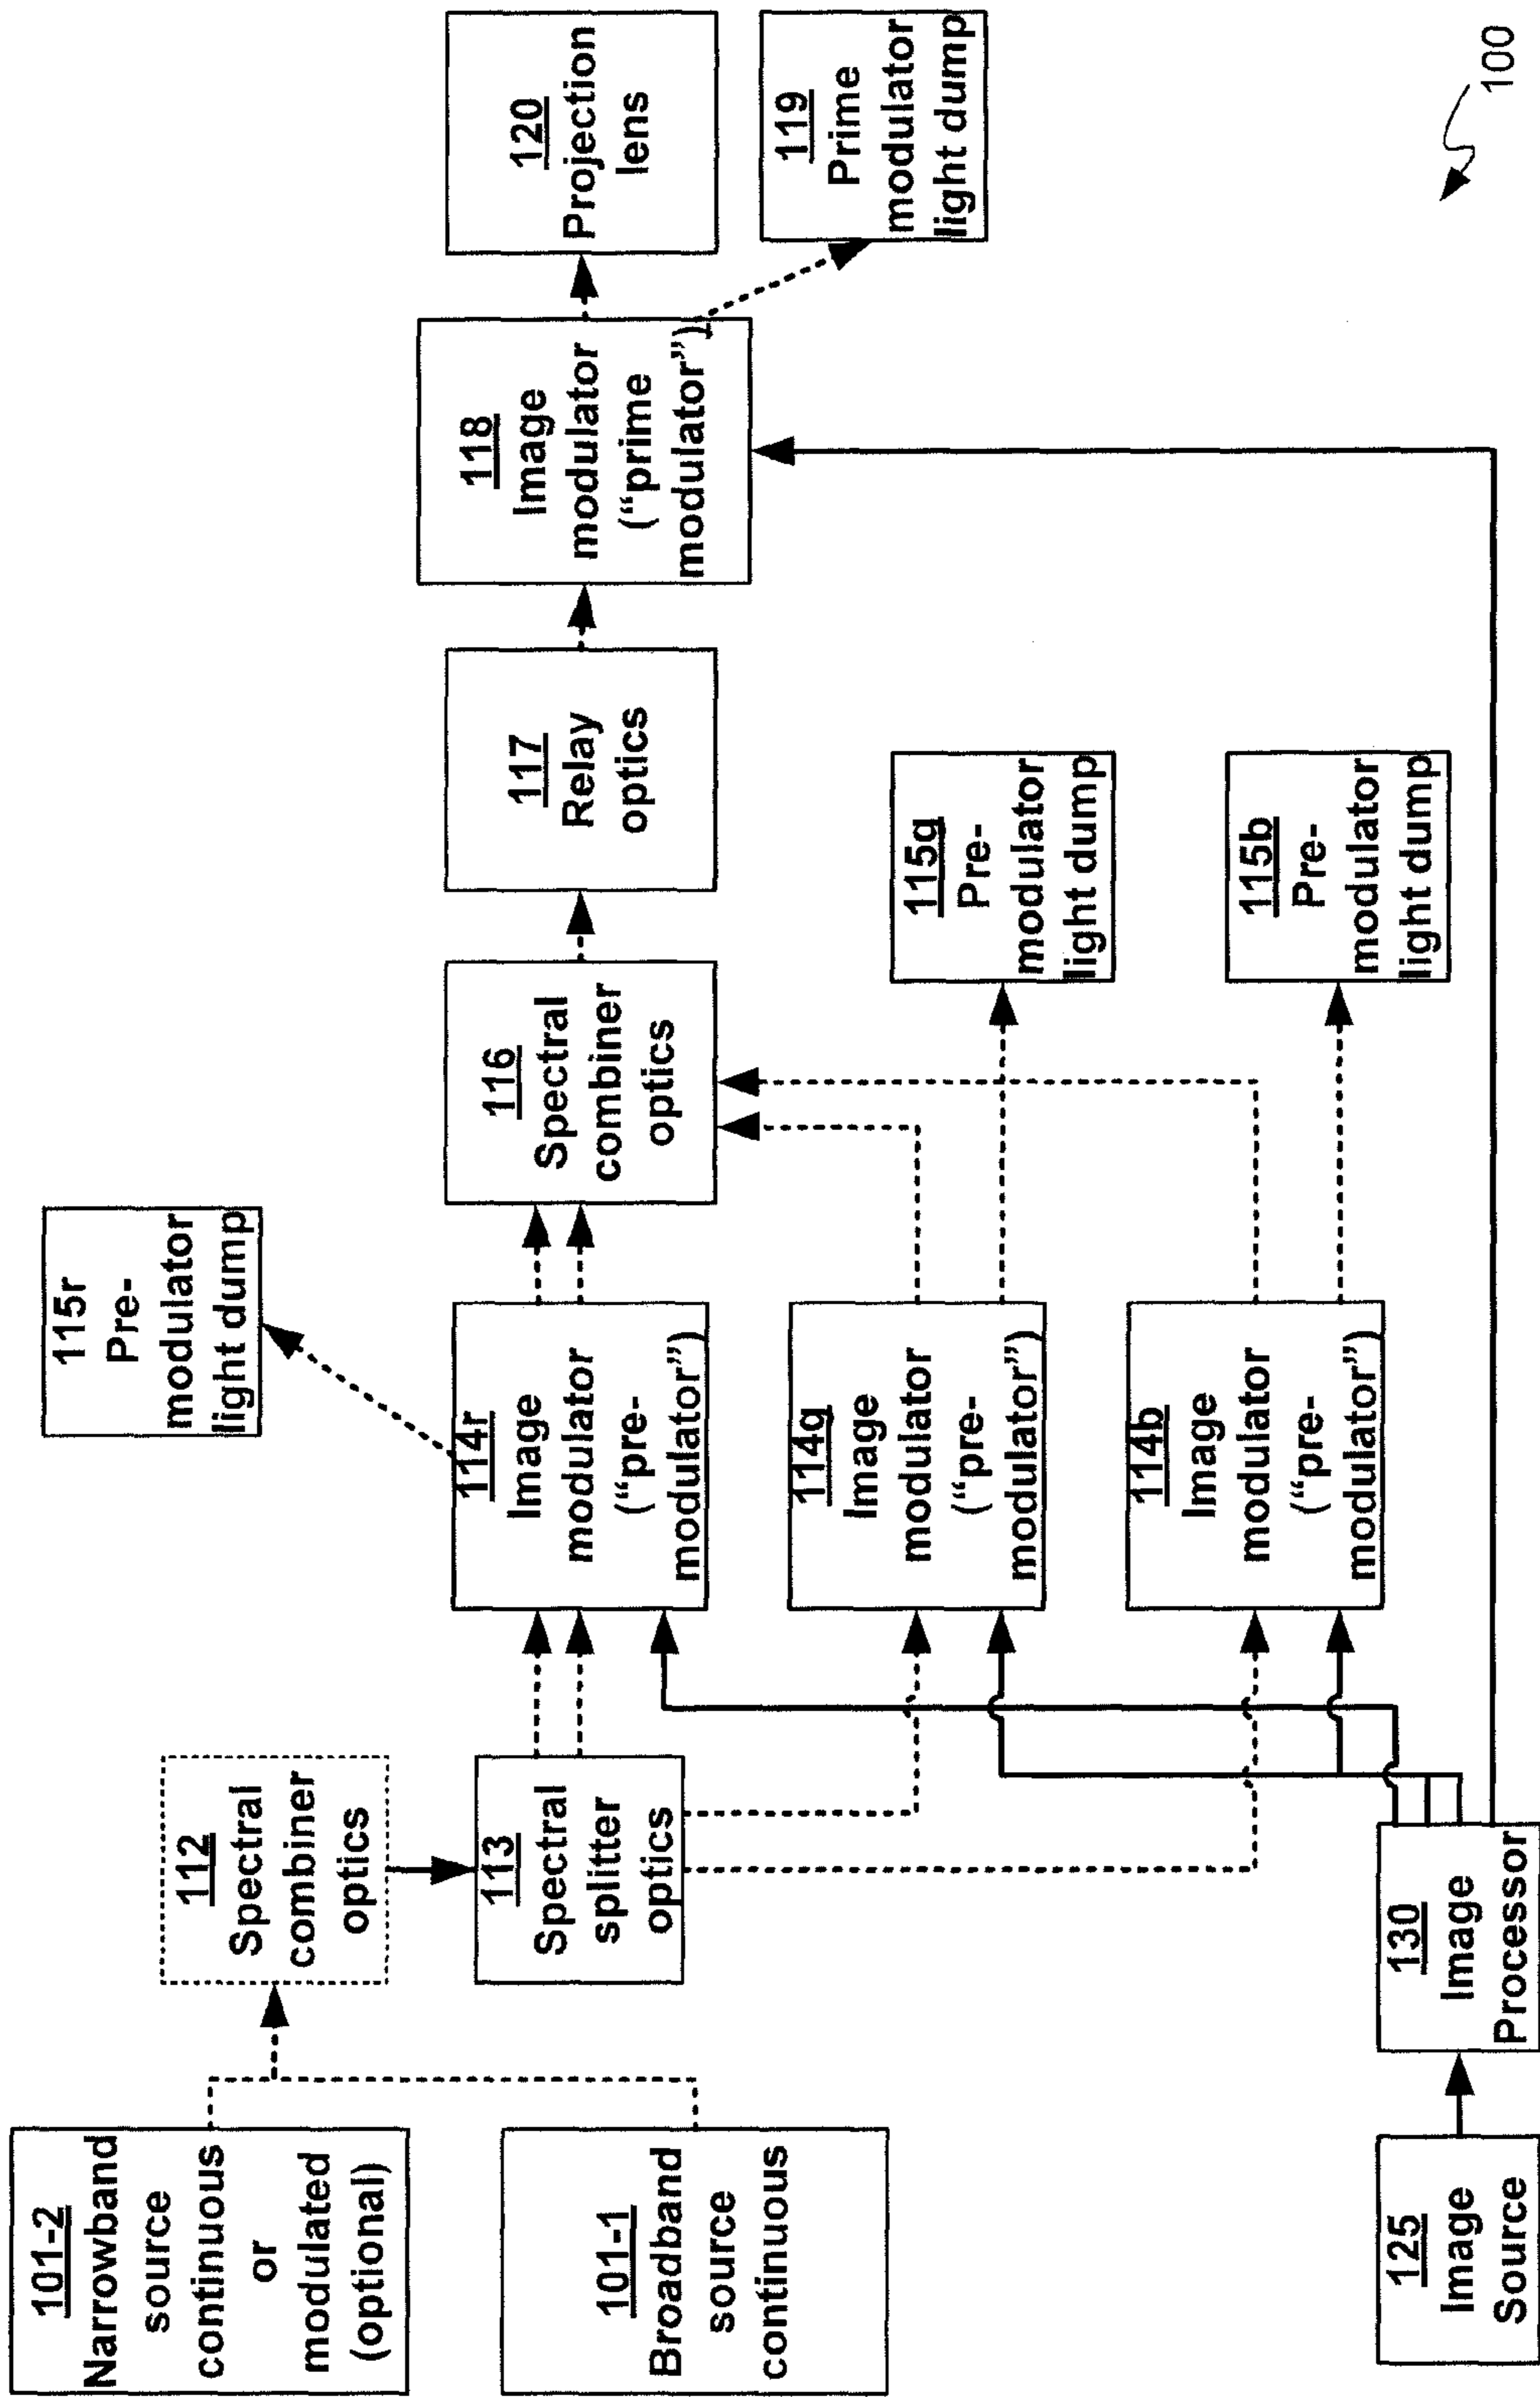 101-2
Narrowband
source
continuous
or
modulated
(optional)
101-1
Broadband
source
continuous
112
Spectral
combiner
optics
113
Spectral
splitter
optics
115r
Pre-
modulator
light dump
114r
Image
modulator
("pre-
modulator")
114g
Image
modulator
("pre-
modulator")
114b
Image
modulator
("pre-
modulator")
116
Spectral
combiner
optics
115g
Pre-
modulator
light dump
115b
Pre-
modulator
light dump
117
Relay
optics
118
Image
modulator
("prime
modulator")
120
Projection
lens
119
Prime
modulator
light dump
125
Image
Source
130
Image
Processor
100